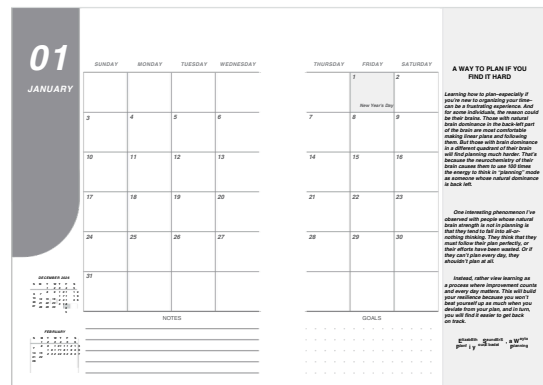 01
JANUARY
SUNDAY MONDAY TUESDAY WEDNESDAY THURSDAY FRIDAY SATURDAY
1 2
New Year's Day
3 4 5 6 7 8 9
10 11 12 13 14 15 16
17 18 19 20 21 22 23
24 25 26 27 28 29 30
31
NOTES GOALS
FEBRUARY
A WAY TO PLAN IF YOU
FIND IT HARD
Learning how to plan–especially if
you're new to organizing your time–
can be a frustrating experience. And
for some individuals, the reason could
be their brains. Those with natural
brain dominance in the back-left part
of the brain are most comfortable
making linear plans and following
them. But those with brain dominance
in a different quadrant of their brain
will find planning much harder. That's
because the neurochemistry of their
brain causes them to use 100 times
the energy to think in "planning" mode
as someone whose natural dominance
is back left.
One interesting phenomenon I've
observed with people whose natural
brain strength is not in planning is
that they tend to fall into all-or-
nothing thinking. They think that they
must follow their plan perfectly, or
their efforts have been wasted. Or if
they can't plan every day, they
shouldn't plan at all.
Instead, rather view learning as
a process where improvement counts
and every day matters. This will build
your resilience because you won't
beat yourself up as much when you
deviate from your plan, and in turn,
you will find it easier to get back
on track.